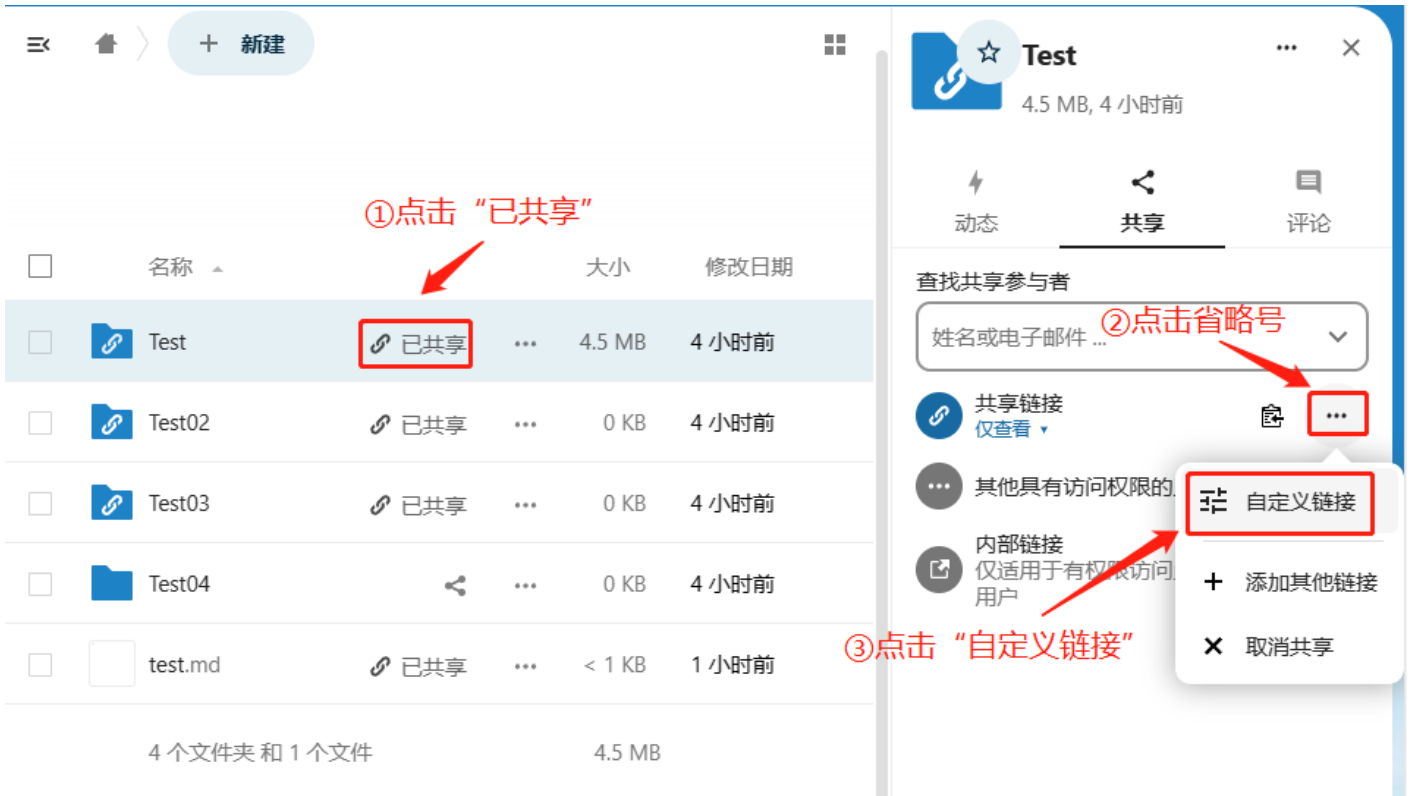 新建
①点击“已共享”
名称 大小 修改日期
Test 已共享 ... 4.5 MB 4 小时前
Test02 已共享 ... 0 KB 4 小时前
Test03 已共享 ... 0 KB 4 小时前
Test04 ... 0 KB 4 小时前
test.md 已共享 ... < 1 KB 1 小时前
4 个文件夹 和 1 个文件 4.5 MB
Test
4.5 MB, 4 小时前
动态 共享 评论
查找共享参与者
②点击省略号
姓名或电子邮件 ...
共享链接
仅查看
其他具有访问权限的
自定义链接
内部链接
仅适用于有权限访问
用户
添加其他链接
③点击“自定义链接”
取消共享